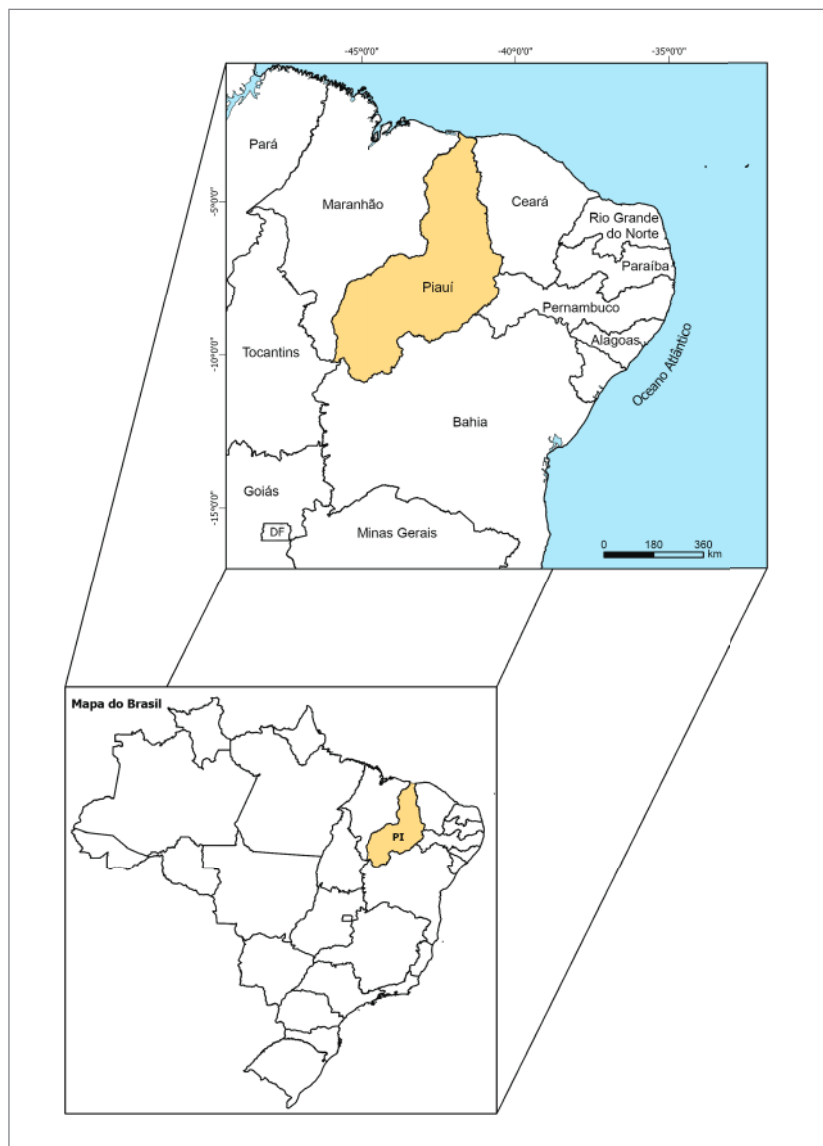 -45°0'0"
-40°0'0"
-35°0'0"
Pará
-5°0'0"
Maranhão
Ceará
Rio Grande
do Norte
Paraíba
Piauí
Pernambuco
Alagoas
Tocantins
-10°0'0"
Oceano Atlântico
Bahia
Goiás
-15°0'0"
DF
Minas Gerais
0 180 360
km
Mapa do Brasil
PI